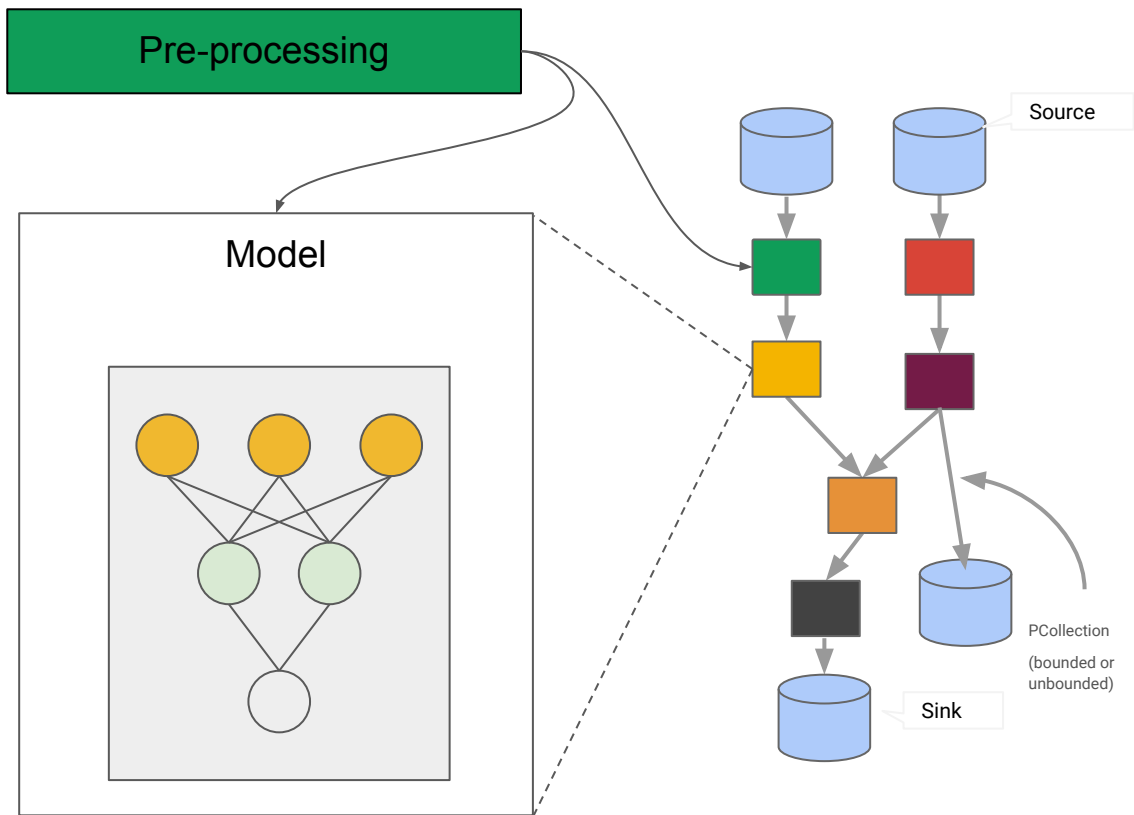 Pre-processing
Source
Model
PCollection
(bounded or
unbounded)
Sink